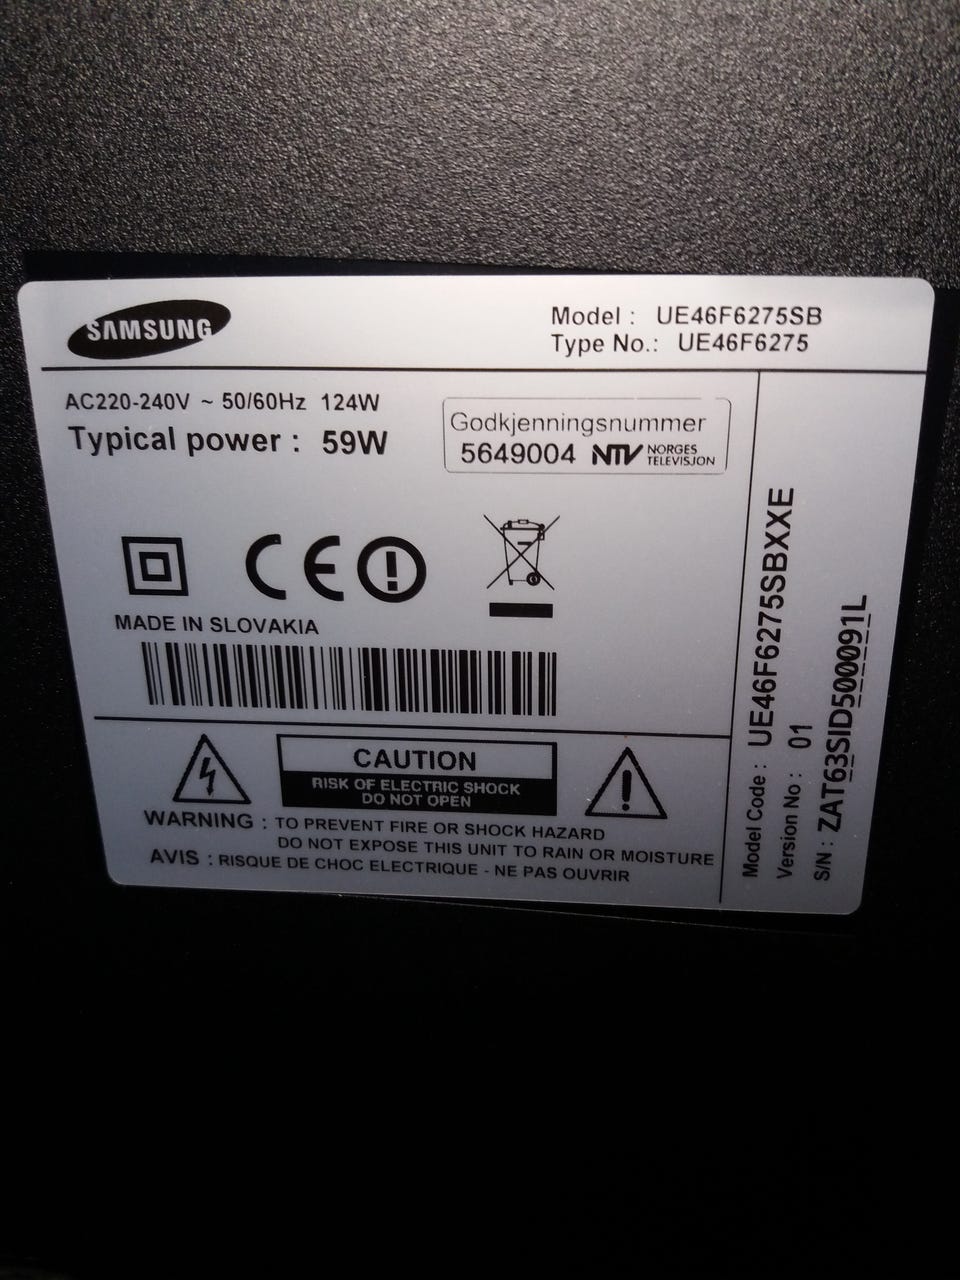 SAMSUNG
Model : UE46F6275SB
Type No.: UE46F6275
AC220-240V ~ 50/60Hz 124W
Typical power : 59W
Godkjenningsnummer
5649004 NTV NORGES TELEVISJON
CE
MADE IN SLOVAKIA
CAUTION
RISK OF ELECTRIC SHOCK
DO NOT OPEN
WARNING : TO PREVENT FIRE OR SHOCK HAZARD
DO NOT EXPOSE THIS UNIT TO RAIN OR MOISTURE
AVIS : RISQUE DE CHOC ELECTRIQUE - NE PAS OUVRIR
Model Code : UE46F6275SBXXE
Version No : 01
S/N : ZAT63SID500091L